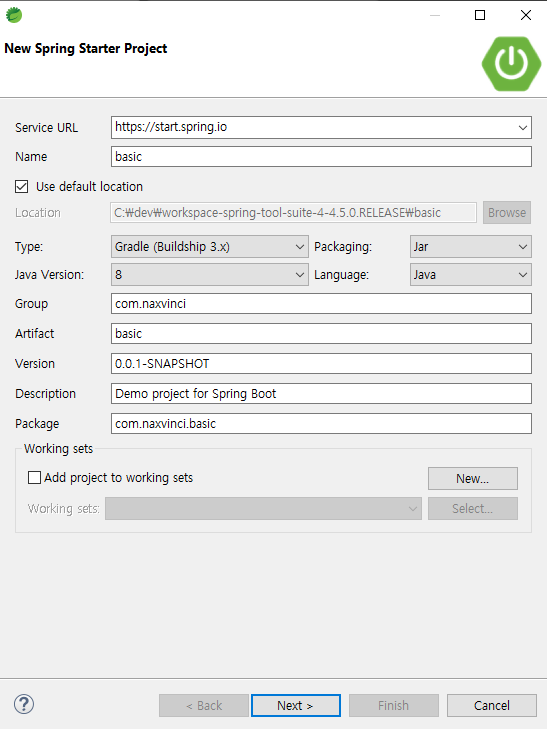 New Spring Starter Project
Service URL https://start.spring.io
Name basic
Use default location
Location C:₩dev₩workspace-spring-tool-suite-4-4.5.0.RELEASE₩basic Browse
Type: Gradle (Buildship 3.x) Packaging: Jar
Java Version: 8 Language: Java
Group com.naxvinci
Artifact basic
Version 0.0.1-SNAPSHOT
Description Demo project for Spring Boot
Package com.naxvinci.basic
Working sets
Add project to working sets New...
Working sets: Select...
? < Back Next > Finish Cancel